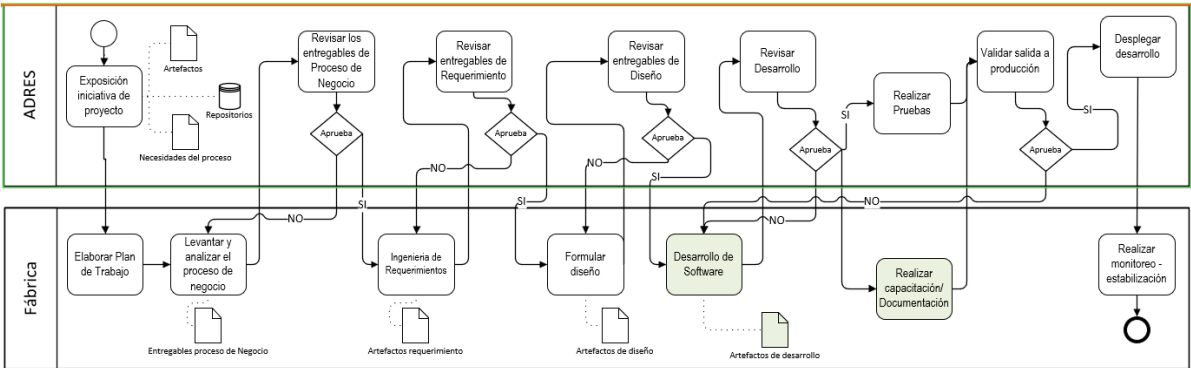 ADRES
Exposición
iniciativa de
proyecto
Artefactos
Repositorios
Necesidades del proceso
Revisar los
entregables de
Proceso de
Negocio
Aprueba
NO
SI
Revisar
entregables de
Requerimiento
Aprueba
NO
SI
Revisar
entregables de
Diseño
Aprueba
NO
SI
Revisar
Desarrollo
Aprueba
SI
NO
Realizar
Pruebas
Validar salida a
producción
Aprueba
SI
NO
Desplegar
desarrollo
Fábrica
Elaborar Plan
de Trabajo
Levantar y
analizar el
proceso de
negocio
Entregables proceso de Negocio
Ingenieria de
Requerimientos
Artefactos requerimiento
Formular
diseño
Artefactos de diseño
Desarrollo de
Software
Artefactos de desarrollo
Realizar
capacitación/
Documentación
Realizar
monitoreo -
estabilización